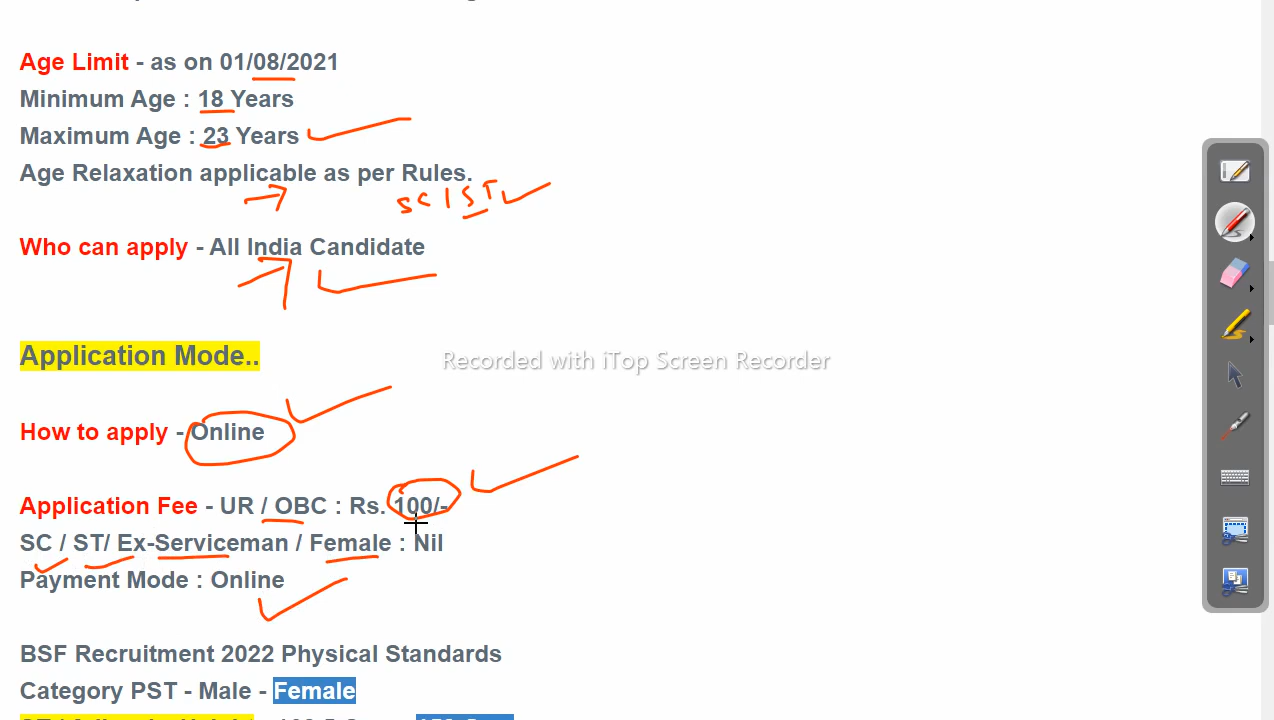 Age Limit - as on 01/08/2021
Minimum Age : 18 Years
Maximum Age : 23 Years
Age Relaxation applicable as per Rules.
SC / ST
Who can apply - All India Candidate
Application Mode..
Recorded with iTop Screen Recorder
How to apply - Online
Application Fee - UR / OBC : Rs. 100/-
SC / ST/ Ex-Serviceman / Female : Nil
Payment Mode : Online
BSF Recruitment 2022 Physical Standards
Category PST - Male - Female